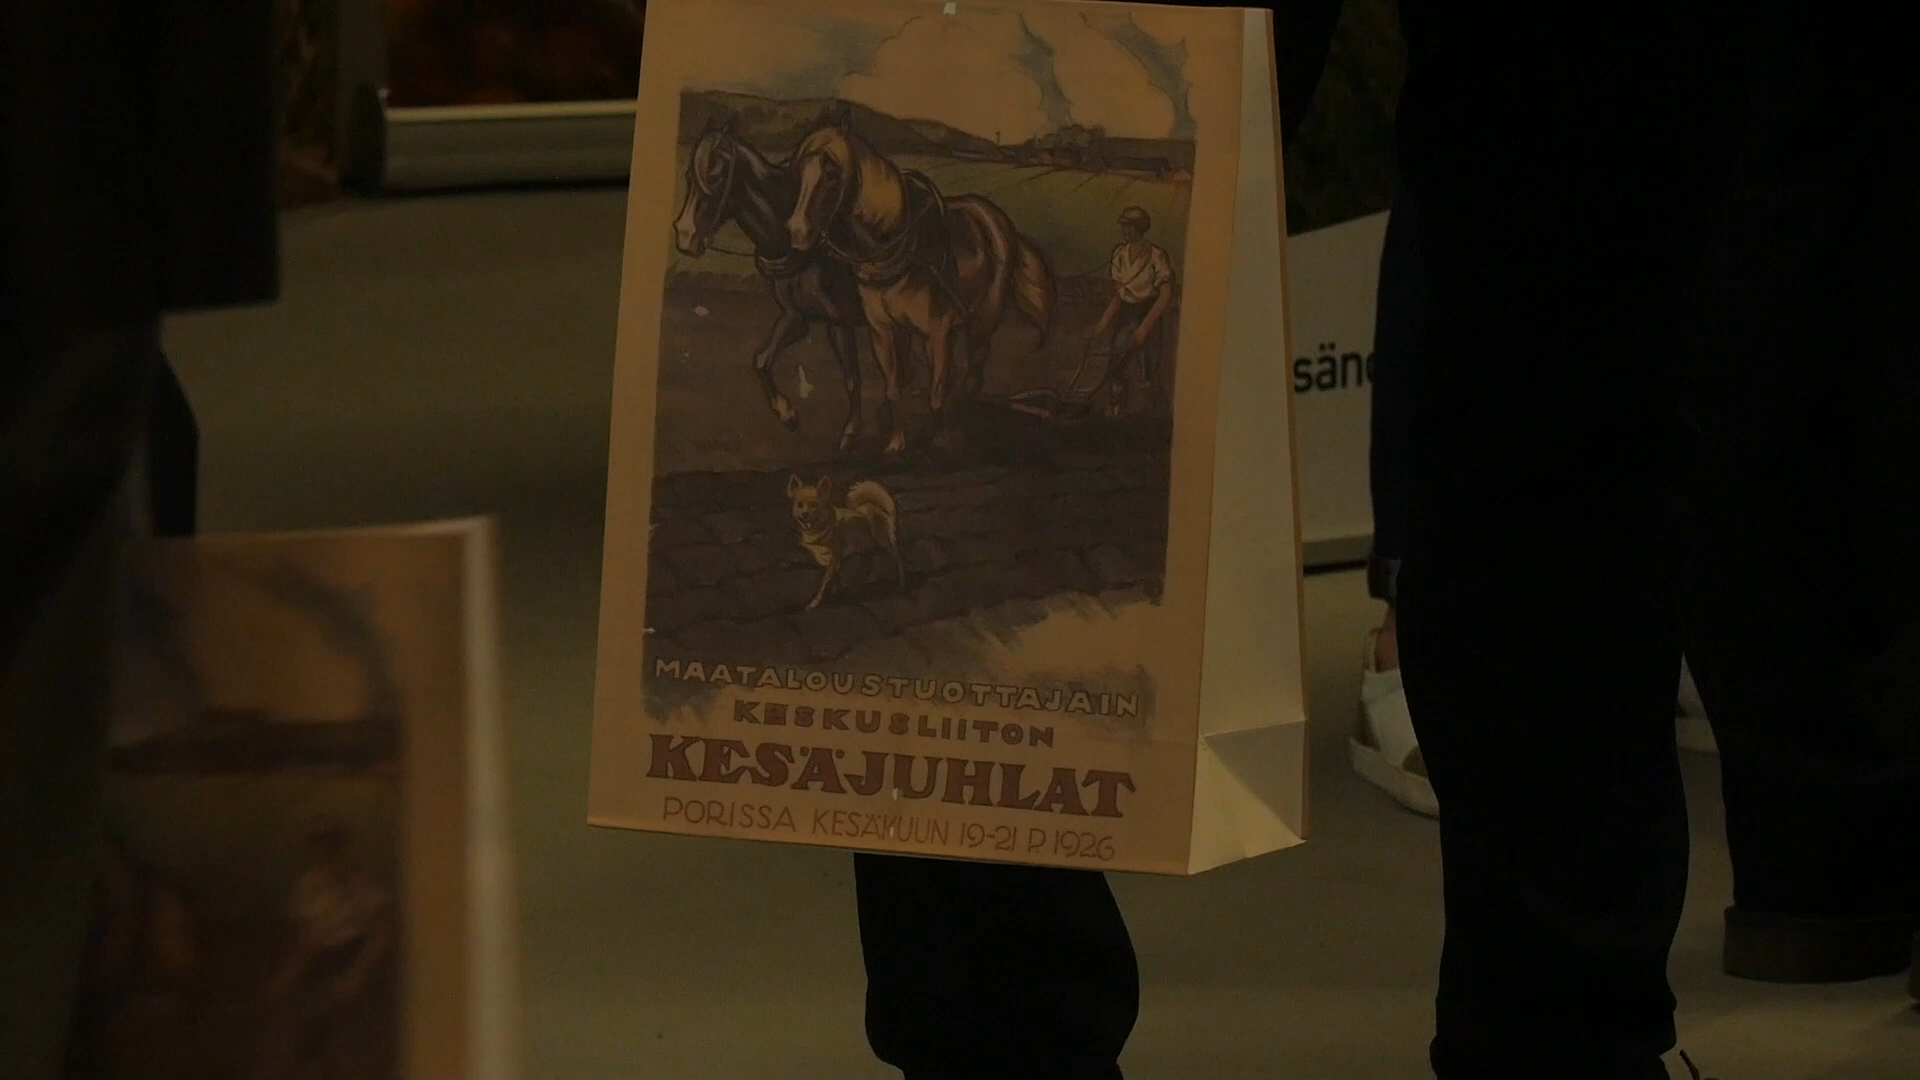 MAATALOUSTUOTTAJAIN
KESKUSLIITON
KESÄJUHLAT
PORISSA KESÄKUUN 19-21 P. 1926